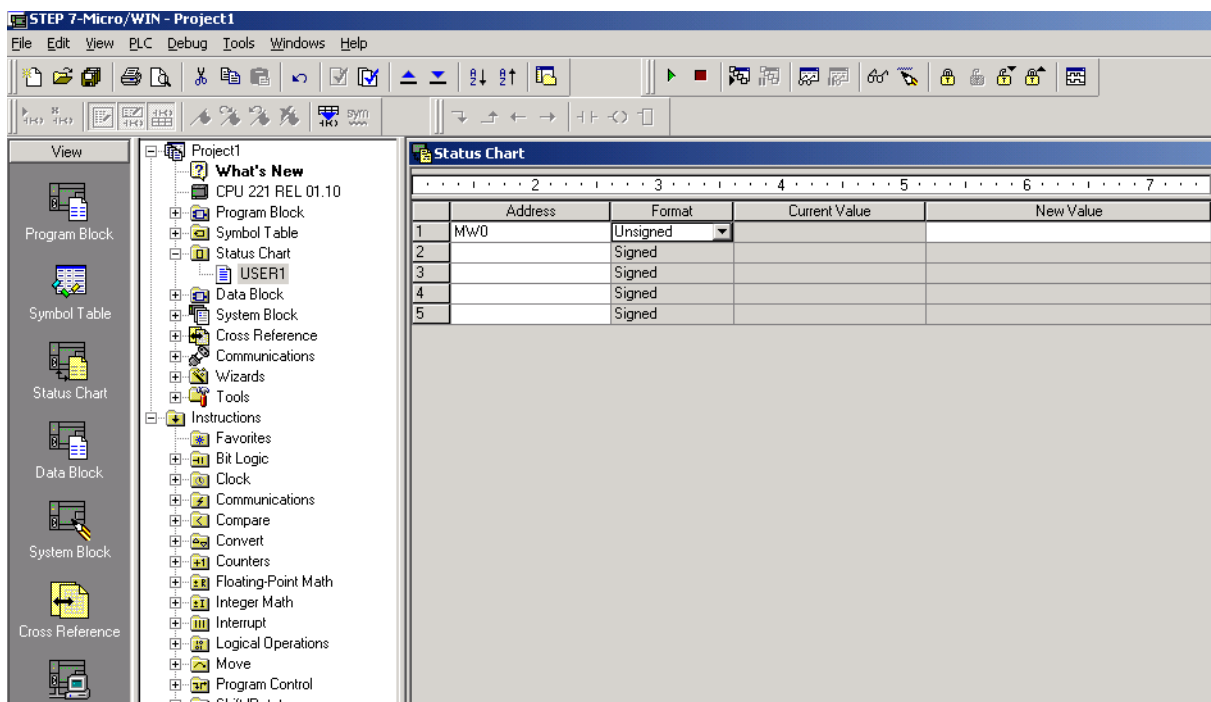 STEP 7-Micro/WIN - Project1
File Edit View PLC Debug Tools Windows Help
sym
View
Program Block
Symbol Table
Status Chart
Data Block
System Block
Cross Reference
Project1
What's New
CPU 221 REL 01.10
Program Block
Symbol Table
Status Chart
USER1
Data Block
System Block
Cross Reference
Communications
Wizards
Tools
Instructions
Favorites
Bit Logic
Clock
Communications
Compare
Convert
Counters
Floating-Point Math
Integer Math
Interrupt
Logical Operations
Move
Program Control
Status Chart
2 3 4 5 6 7
Address Format Current Value New Value
1 MW0 Unsigned
2 Signed
3 Signed
4 Signed
5 Signed